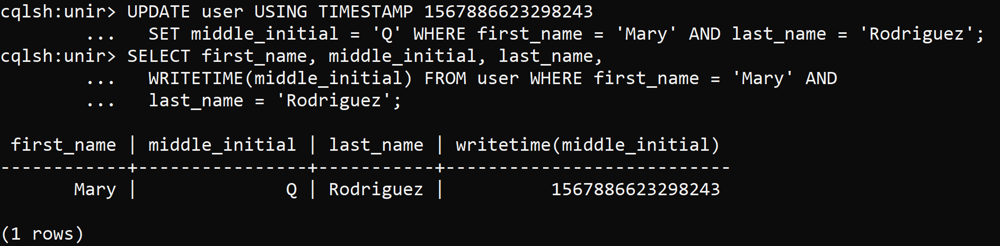 cqlsh:unir> UPDATE user USING TIMESTAMP 1567886623298243
        ...   SET middle_initial = 'Q' WHERE first_name = 'Mary' AND last_name = 'Rodriguez';
cqlsh:unir> SELECT first_name, middle_initial, last_name,
        ...   WRITETIME(middle_initial) FROM user WHERE first_name = 'Mary' AND
        ...   last_name = 'Rodriguez';

 first_name | middle_initial | last_name | writetime(middle_initial)
------------+----------------+-----------+---------------------------
       Mary |              Q | Rodriguez |          1567886623298243

(1 rows)